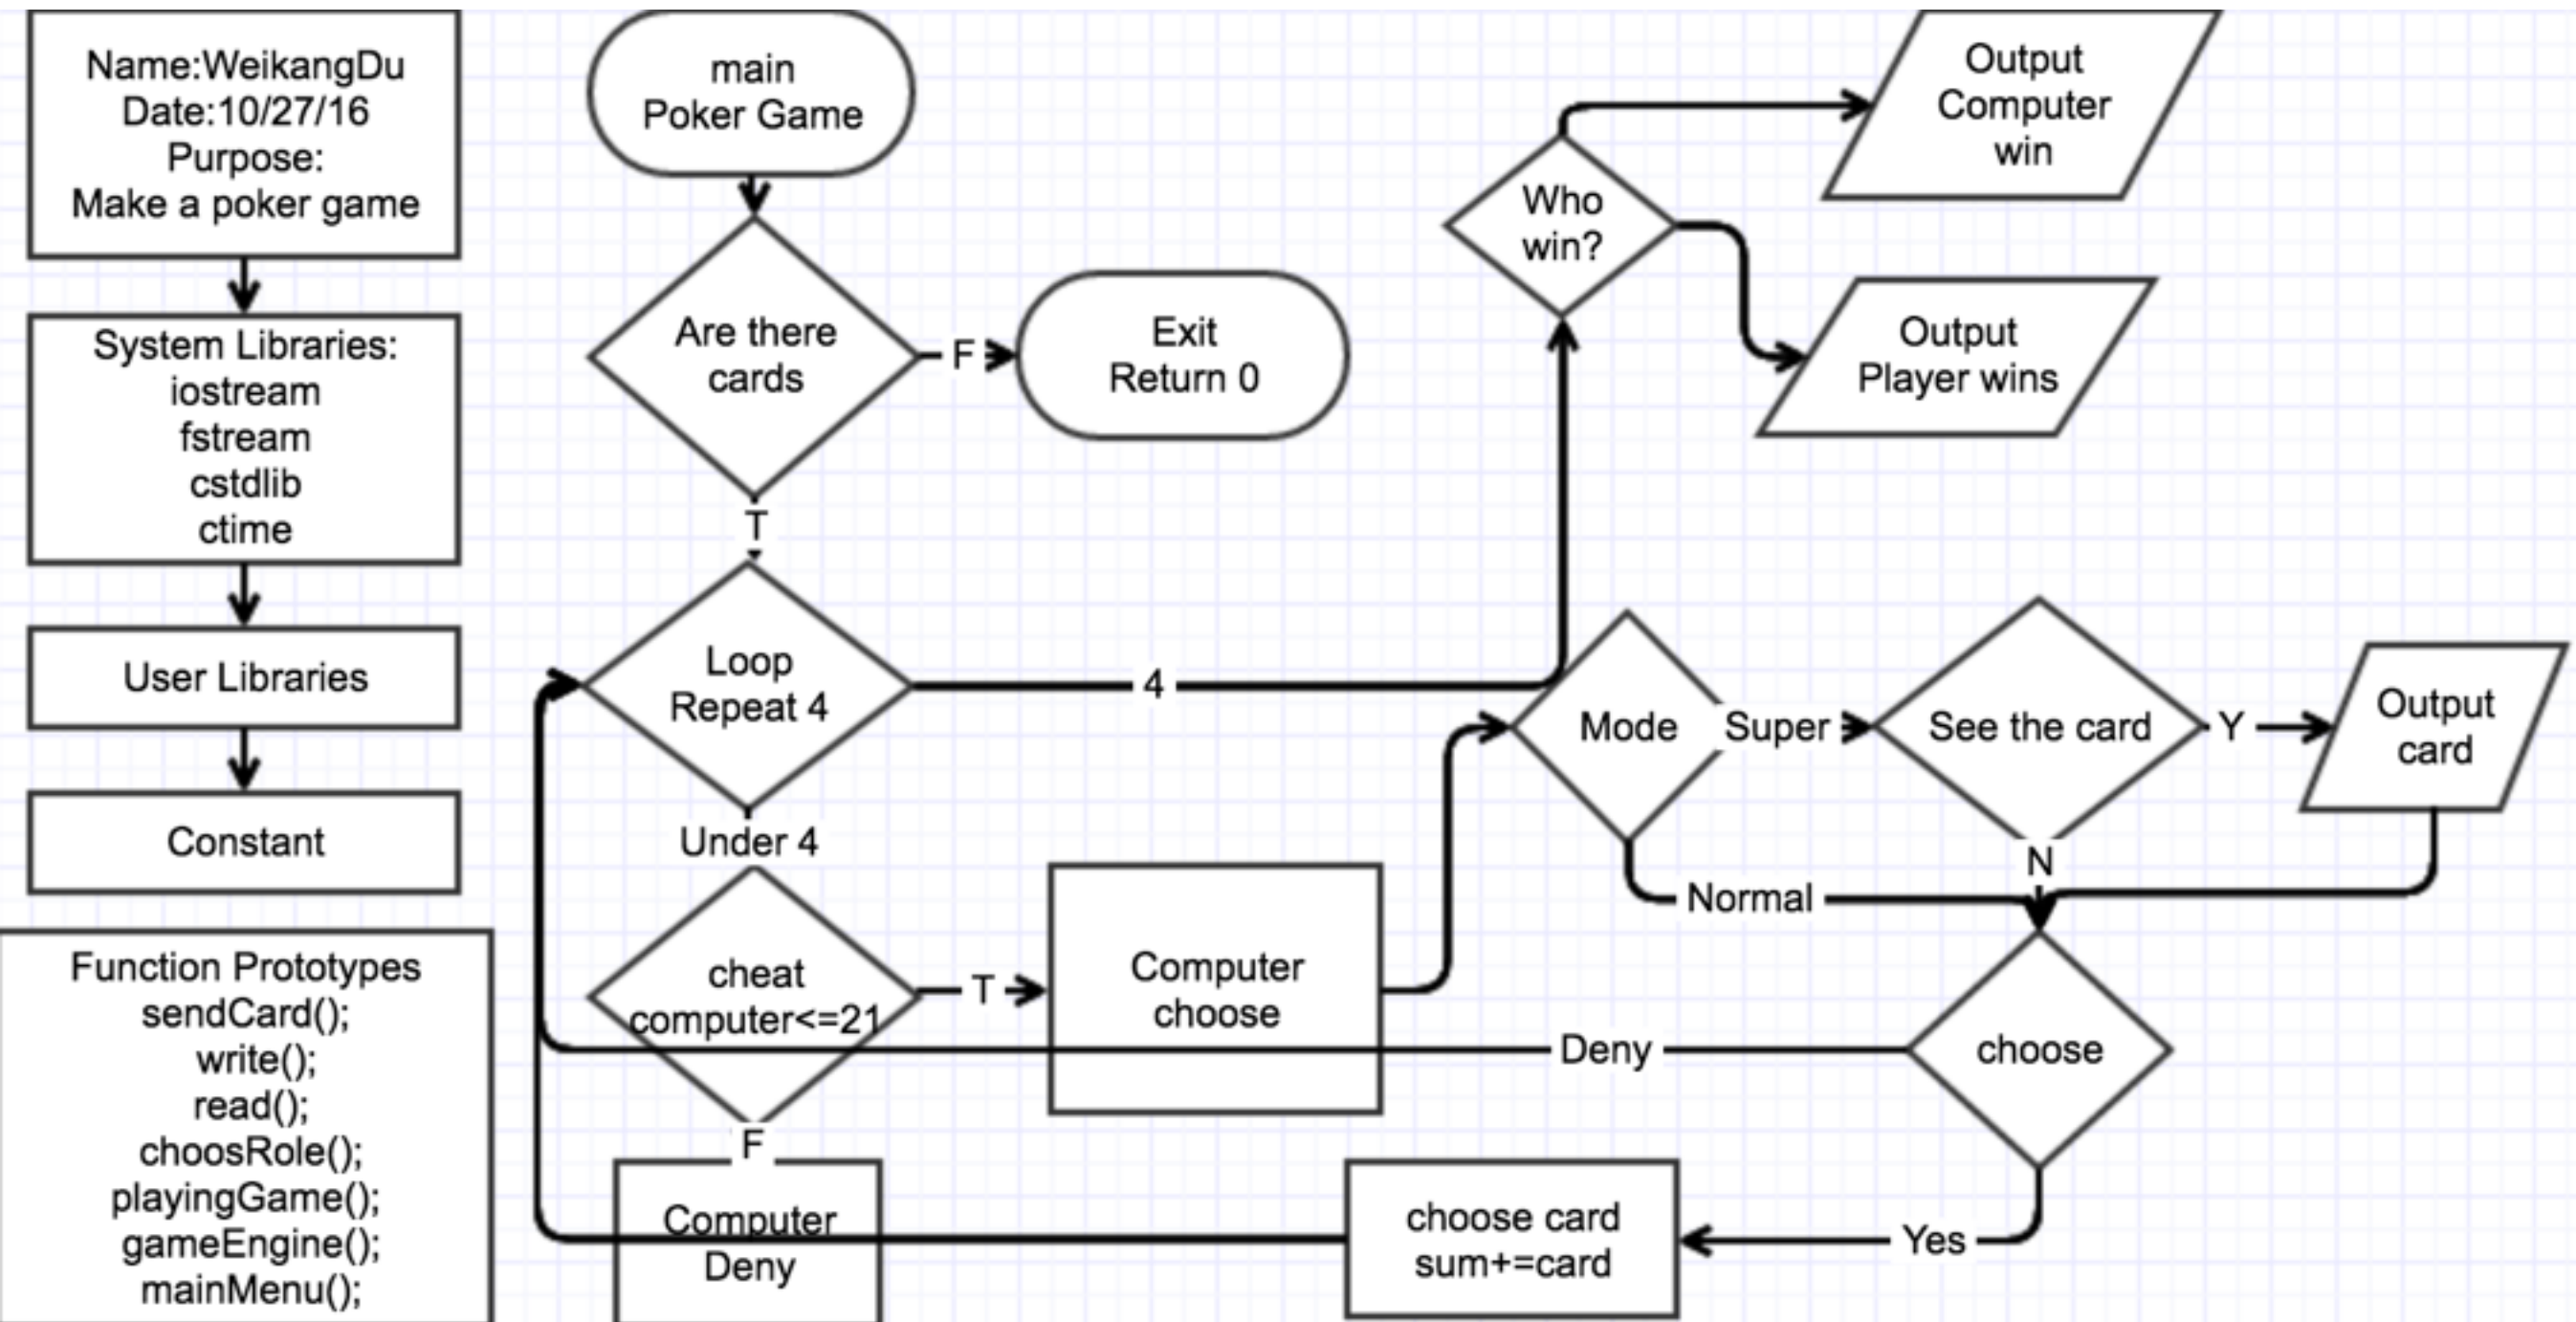 Name:WeikangDu
Date:10/27/16
Purpose:
Make a poker game
System Libraries:
iostream
fstream
cstdlib
ctime
User Libraries
Constant
Function Prototypes
sendCard();
write();
read();
choosRole();
playingGame();
gameEngine();
mainMenu();
main
Poker Game
Are there
cards
F
Exit
Return 0
T
Loop
Repeat 4
4
Under 4
cheat
computer<=21
T
Computer
choose
F
Computer
Deny
Who
win?
Output
Computer
win
Output
Player wins
Mode
Super
See the card
Y
Output
card
N
Normal
choose
Deny
Yes
choose card
sum+=card